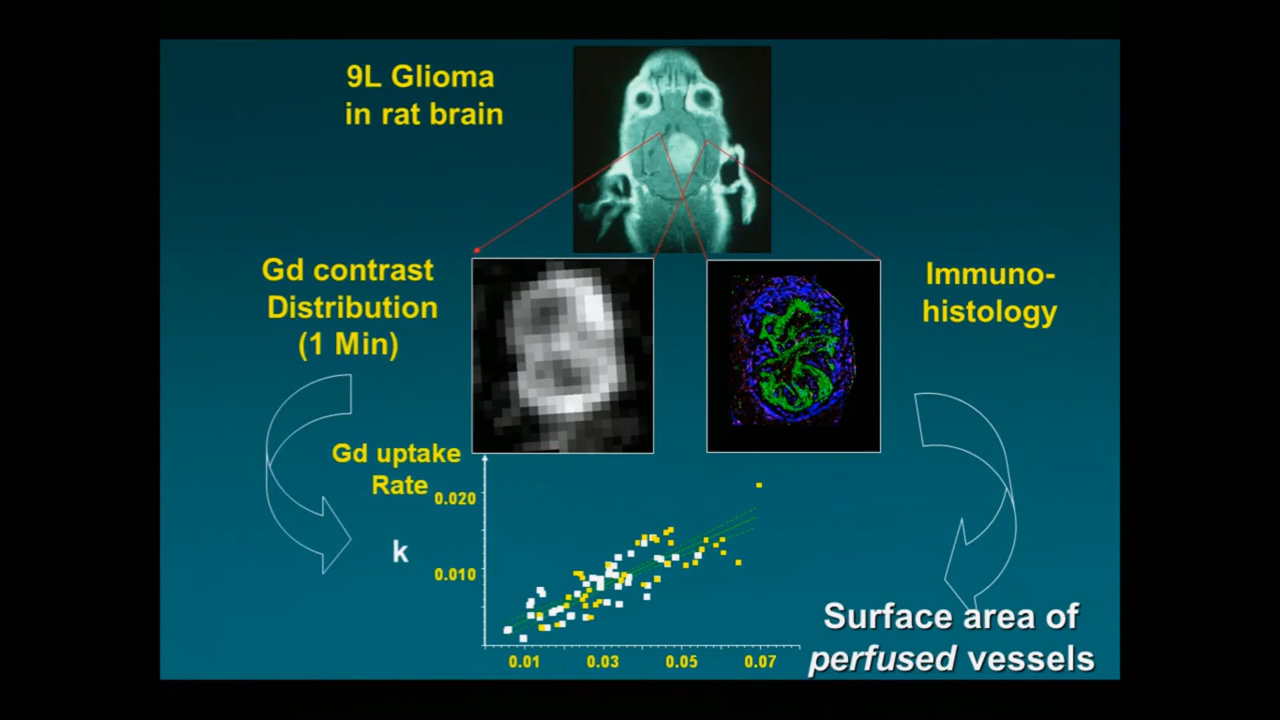 9L Glioma
in rat brain
Gd contrast
Distribution
(1 Min)
Immuno-
histology
Gd uptake
Rate
0.020
k
0.010
0.01 0.03 0.05 0.07
Surface area of
perfused vessels